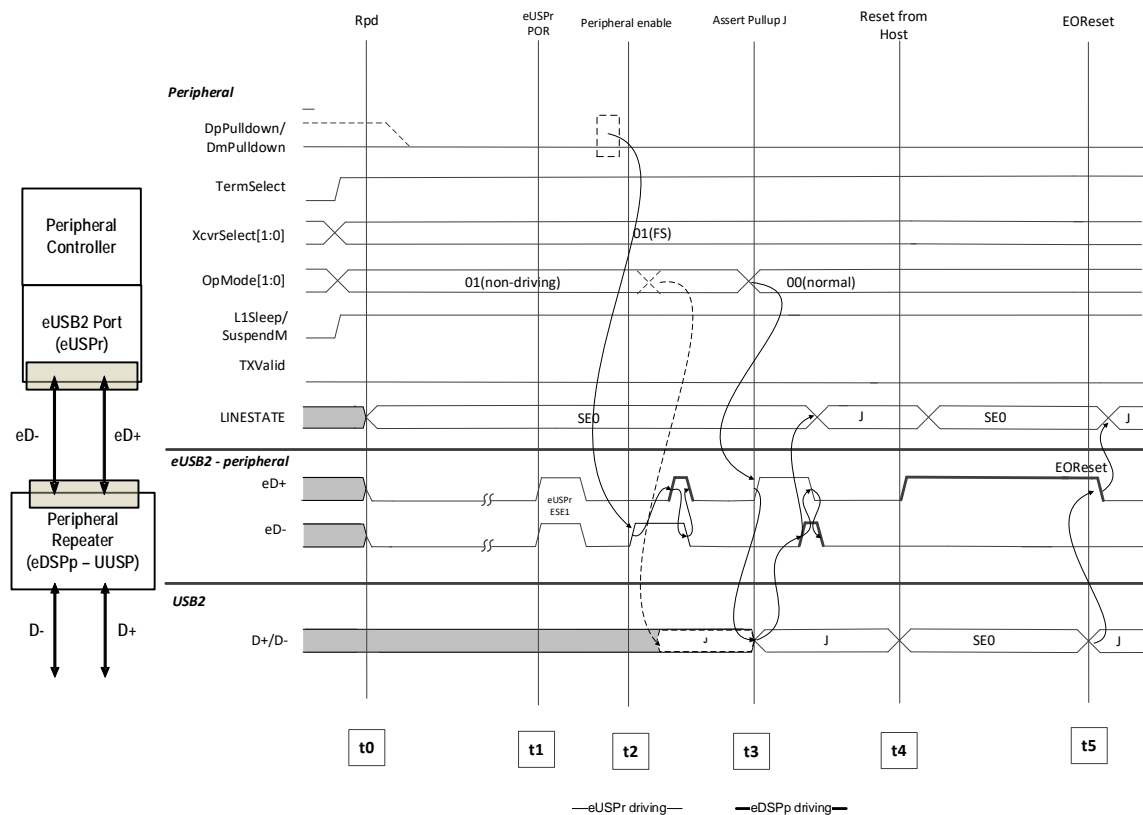 Rpd
eUSPr
POR
Peripheral enable
Assert Pullup J
Reset from
Host
EOReset
Peripheral
DpPulldown/
DmPulldown
TermSelect
XcvrSelect[1:0]
01(FS)
OpMode[1:0]
01(non-driving)
00(normal)
L1Sleep/
SuspendM
TXValid
LINESTATE
SE0
J
SE0
J
eUSB2 - peripheral
eD+
eUSPr
ESE1
EOReset
eD-
USB2
D+/D-
J
J
SE0
J
t0
t1
t2
t3
t4
t5
eUSPr driving
eDSPp driving
Peripheral
Controller
eUSB2 Port
(eUSPr)
eD-
eD+
Peripheral
Repeater
(eDSPp – UUSP)
D-
D+